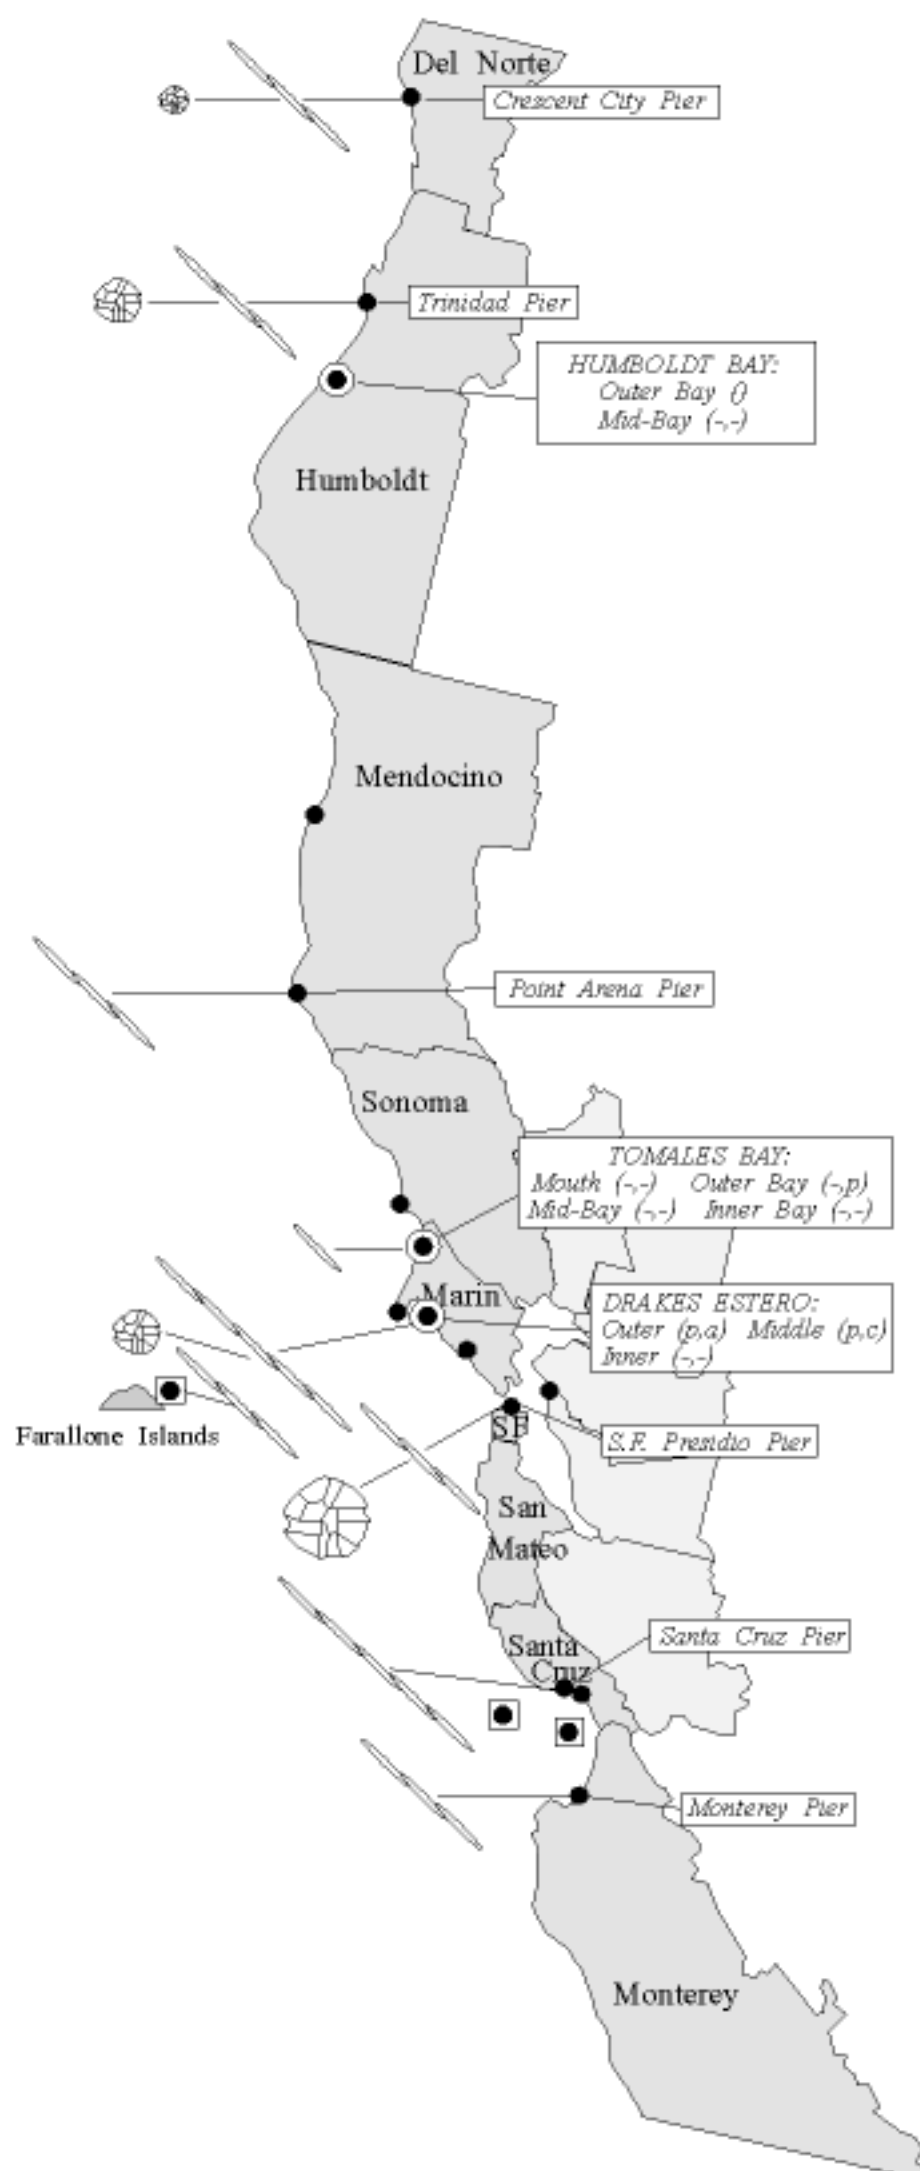 Del Norte
Crescent City Pier
Trinidad Pier
HUMBOLDT BAY:
Outer Bay ()
Mid-Bay (-,-)
Humboldt
Mendocino
Point Arena Pier
Sonoma
TOMALES BAY:
Mouth (-,-) Outer Bay (-,p)
Mid-Bay (-,-) Inner Bay (-,-)
Marin
DRAKES ESTERO:
Outer (p,a) Middle (p,c)
Inner (-,-)
Farallone Islands
SF
S.F. Presidio Pier
San
Mateo
Santa
Cruz
Santa Cruz Pier
Monterey Pier
Monterey